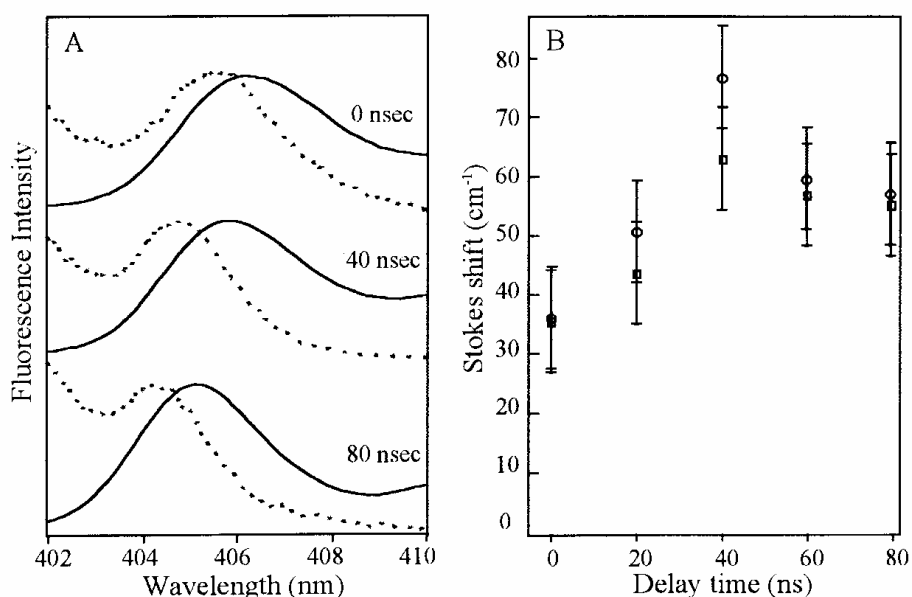 A
0 nsec
40 nsec
80 nsec
Fluorescence Intensity
402 404 406 408 410
Wavelength (nm)
B
80
70
60
50
40
30
20
10
0
Stokes shift (cm⁻¹)
0 20 40 60 80
Delay time (ns)